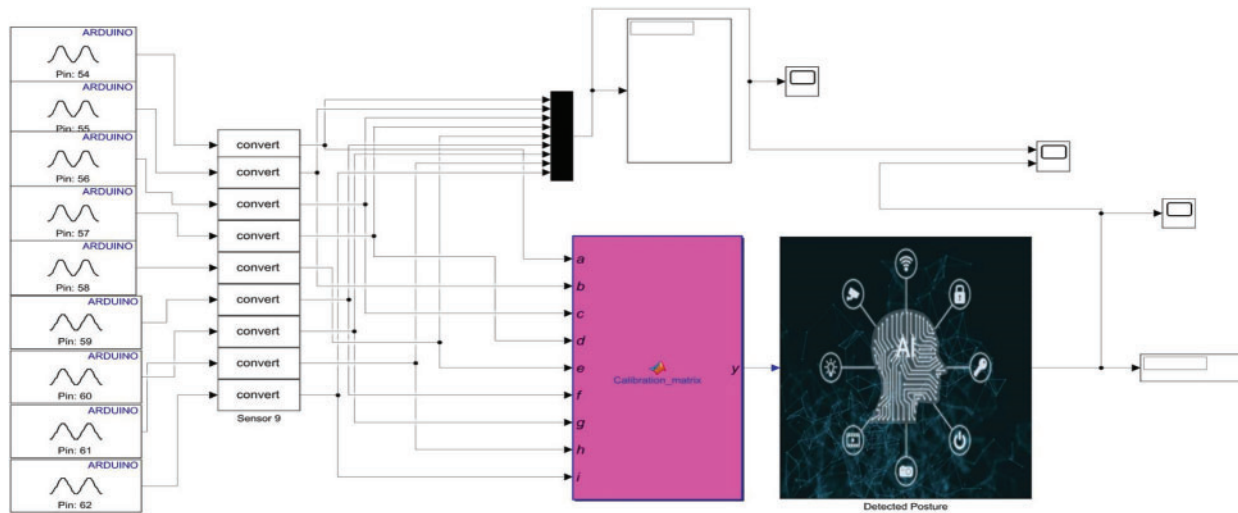 ARDUINO
Pin: 54
ARDUINO
Pin: 55
ARDUINO
Pin: 56
ARDUINO
Pin: 57
ARDUINO
Pin: 58
ARDUINO
Pin: 59
ARDUINO
Pin: 60
ARDUINO
Pin: 61
ARDUINO
Pin: 62
convert
convert
convert
convert
convert
convert
convert
convert
convert
Sensor 9
a
b
c
d
e
f
g
h
i
Calibration_matrix
y
AI
Detected Posture